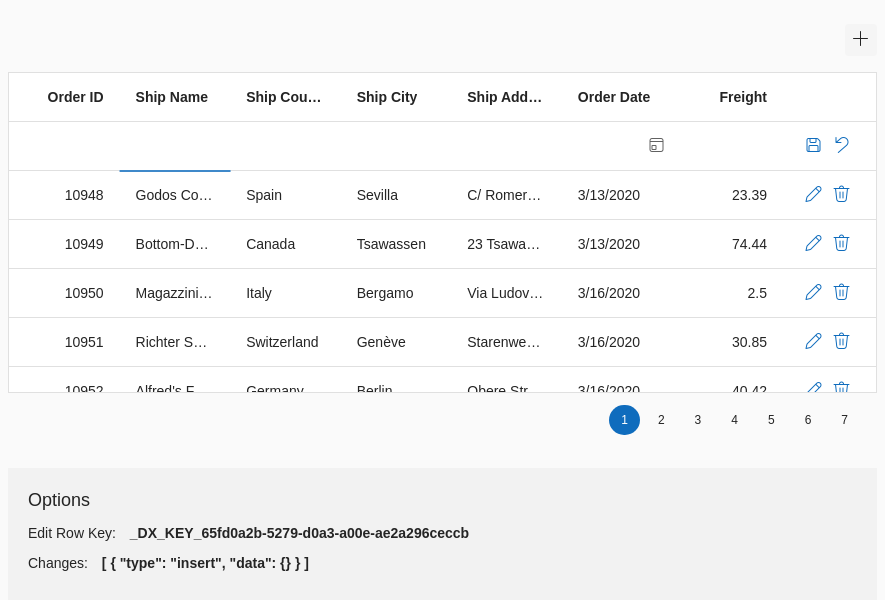 Order ID Ship Name Ship Cou… Ship City Ship Add… Order Date Freight
10948 Godos Co… Spain Sevilla C/ Romer… 3/13/2020 23.39
10949 Bottom-D… Canada Tsawassen 23 Tsawa… 3/13/2020 74.44
10950 Magazzini… Italy Bergamo Via Ludov… 3/16/2020 2.5
10951 Richter S… Switzerland Genève Starenwe… 3/16/2020 30.85
10952 Alfred's F… Germany Berlin Obere Str… 3/16/2020 40.42
1 2 3 4 5 6 7
Options
Edit Row Key: _DX_KEY_65fd0a2b-5279-d0a3-a00e-ae2a296ceccb
Changes: [ { "type": "insert", "data": {} } ]